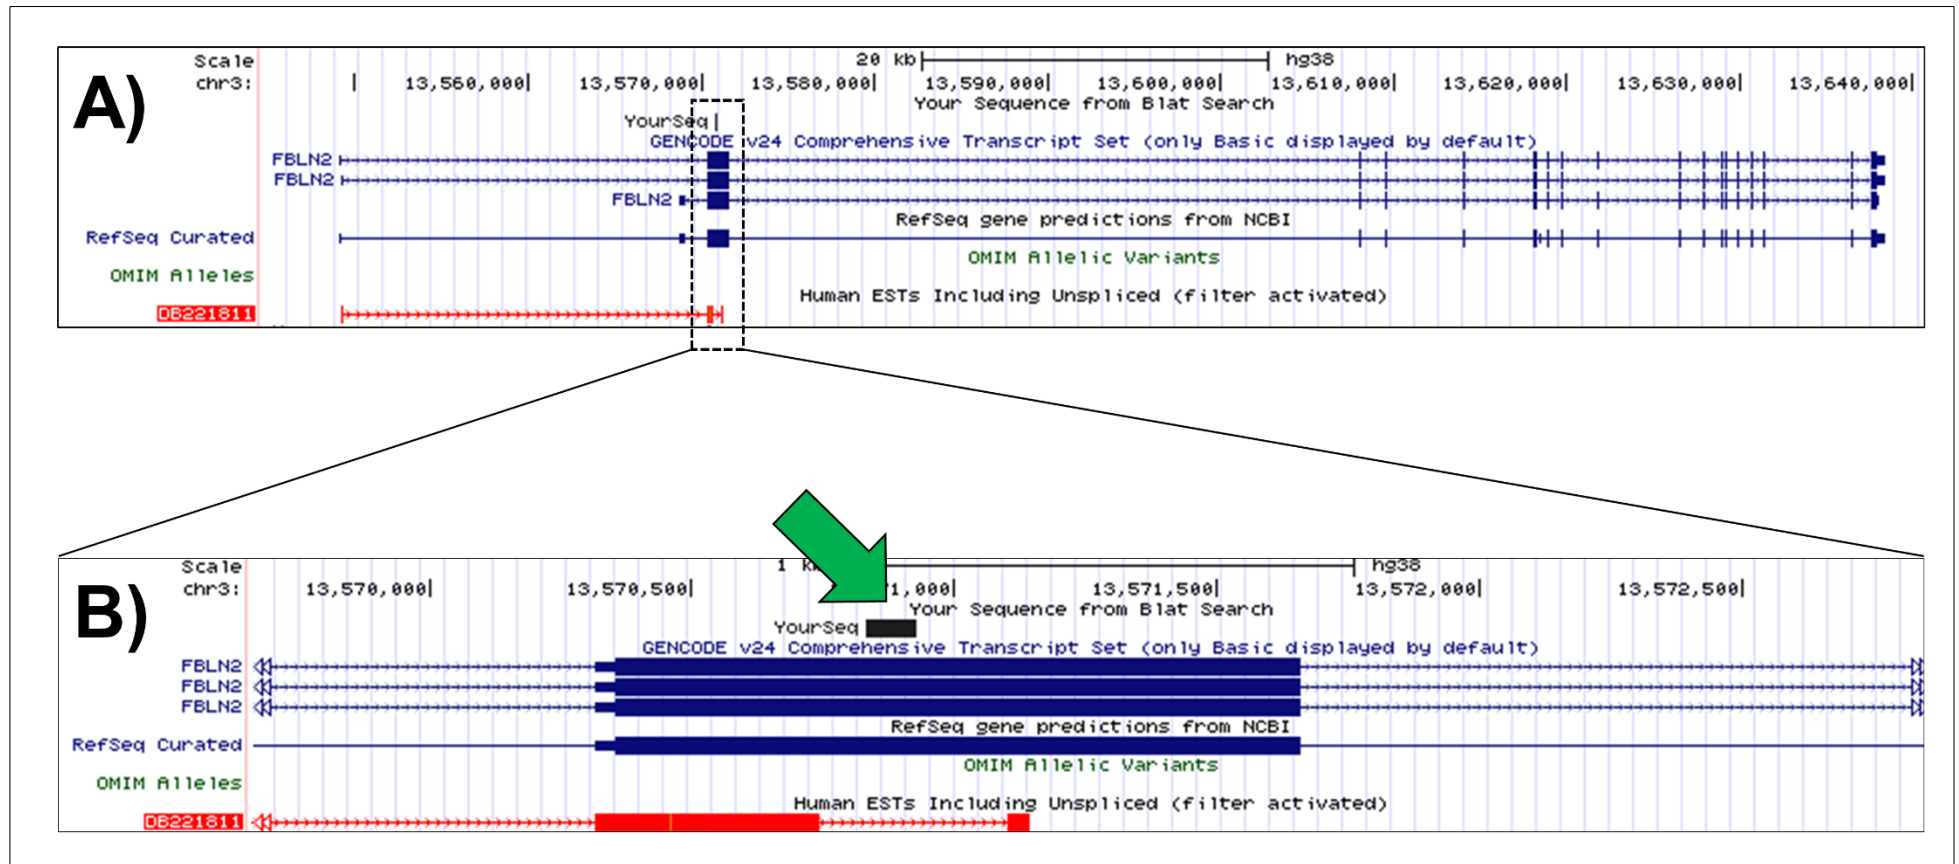 A)
Scale 20 kb hg38
chr3: 13,560,000 13,570,000 13,580,000 13,590,000 13,600,000 13,610,000 13,620,000 13,630,000 13,640,000
Your Sequence from Blat Search
YourSeq
GENCODE v24 Comprehensive Transcript Set (only Basic displayed by default)
FBLN2
FBLN2
FBLN2
RefSeq gene predictions from NCBI
RefSeq Curated
OMIM Allelic Variants
OMIM Alleles
Human ESTs Including Unspliced (filter activated)
DB221811
B)
Scale 1 hg38
chr3: 13,570,000 13,570,500 1,000 13,571,500 13,572,000 13,572,500
Your Sequence from Blat Search
YourSeq
GENCODE v24 Comprehensive Transcript Set (only Basic displayed by default)
FBLN2
FBLN2
FBLN2
RefSeq gene predictions from NCBI
RefSeq Curated
OMIM Allelic Variants
OMIM Alleles
Human ESTs Including Unspliced (filter activated)
DB221811